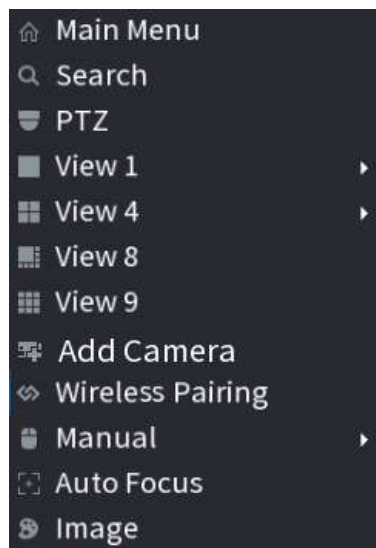 Main Menu
Search
PTZ
View 1
View 4
View 8
View 9
Add Camera
Wireless Pairing
Manual
Auto Focus
Image